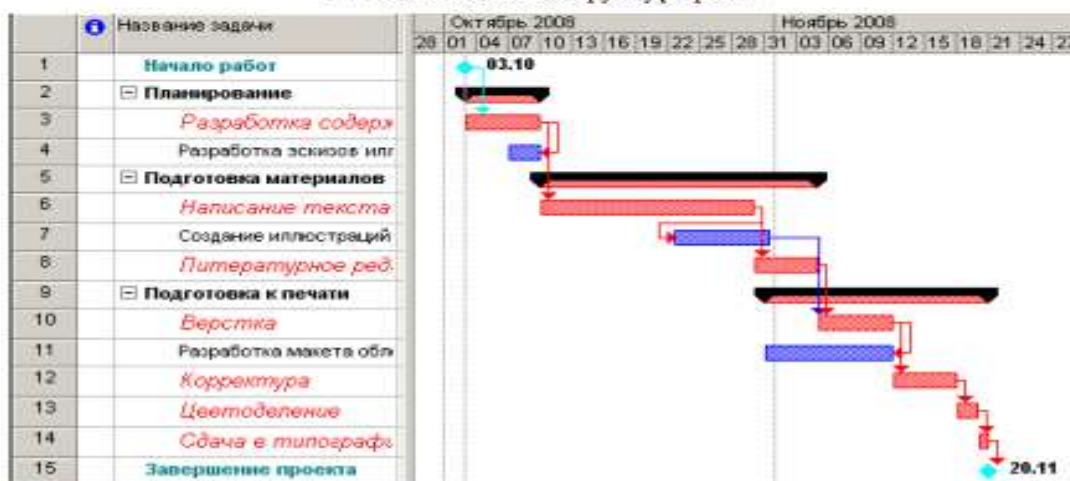 Название задачи
Октябрь 2008 Ноябрь 2008
28 01 04 07 10 13 16 19 22 25 28 31 03 06 09 12 15 18 21 24 2
1 Начало работ 03.10
2 Планирование
3 Разработка содерж
4 Разработка эскизов илл
5 Подготовка материалов
6 Написание текста
7 Создание иллюстраций
8 Литературное ред
9 Подготовка к печати
10 Верстка
11 Разработка макета обл
12 Корректура
13 Цветоделение
14 Сдача в типограф
15 Завершение проекта 20.11